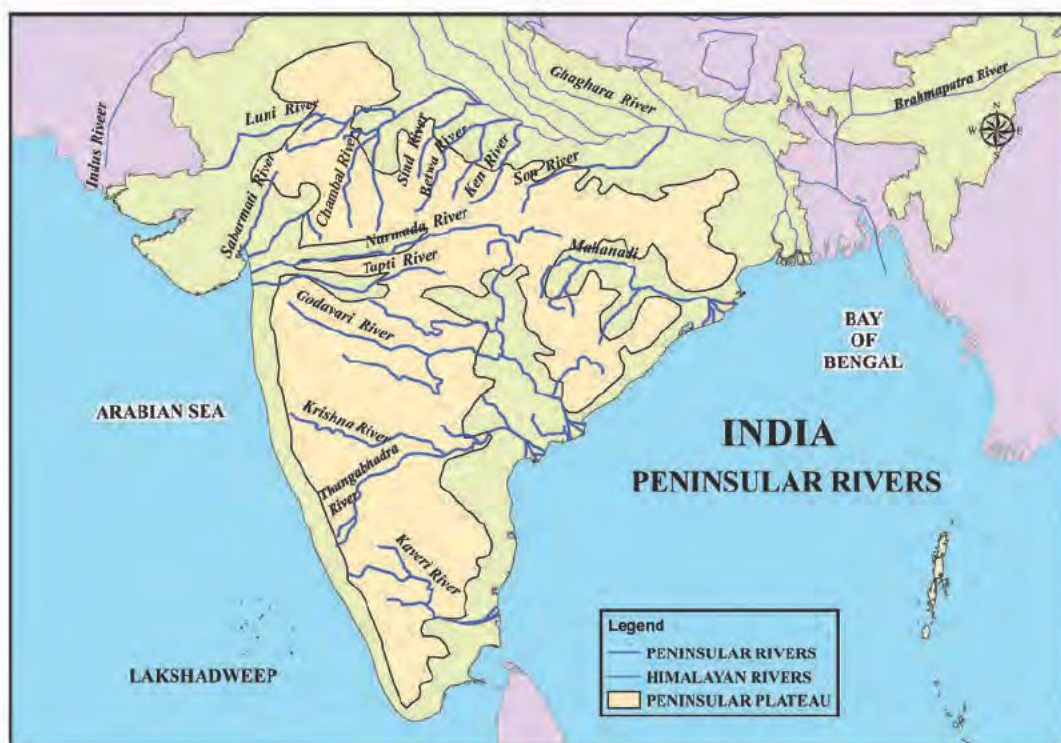 Ghaghara River
Brahmaputra River
N
W
E
S
Indus Riveer
Luni River
Sabarmati River
Chambal Rivers
Sind River
Betwa River
Ken River
Son River
Narmada River
Tapti River
Mahanadi
Godavari River
BAY
OF
BENGAL
ARABIAN SEA
Krishna River
Thungabhadra
River
INDIA
PENINSULAR RIVERS
Kaveri River
LAKSHADWEEP
Legend
PENINSULAR RIVERS
HIMALAYAN RIVERS
PENINSULAR PLATEAU